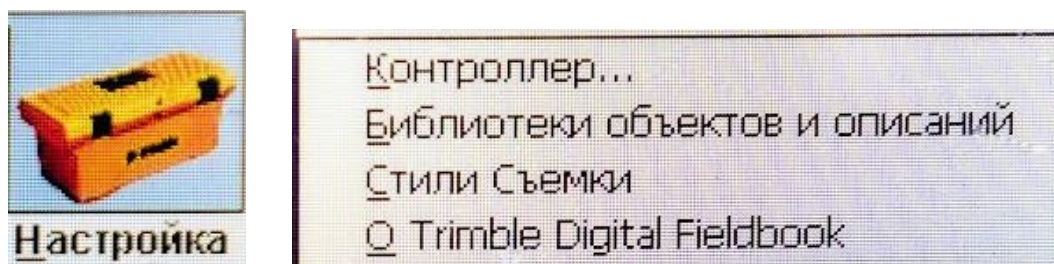 Настройка
Контроллер...
Библиотеки объектов и описаний
Стили Съемки
О Trimble Digital Fieldbook